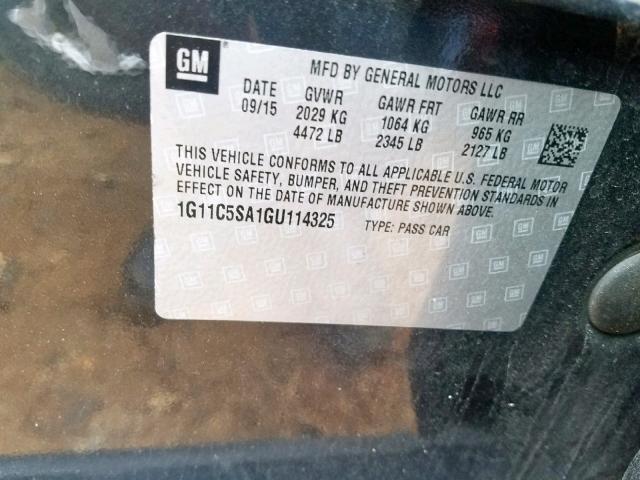 GM
MFD BY GENERAL MOTORS LLC
DATE GVWR GAWR FRT GAWR RR
09/15 2029 KG 1064 KG 965 KG
4472 LB 2345 LB 2127 LB
THIS VEHICLE CONFORMS TO ALL APPLICABLE U.S. FEDERAL MOTOR
VEHICLE SAFETY, BUMPER, AND THEFT PREVENTION STANDARDS IN
EFFECT ON THE DATE OF MANUFACTURE SHOWN ABOVE.
1G11C5SA1GU114325 TYPE: PASS CAR